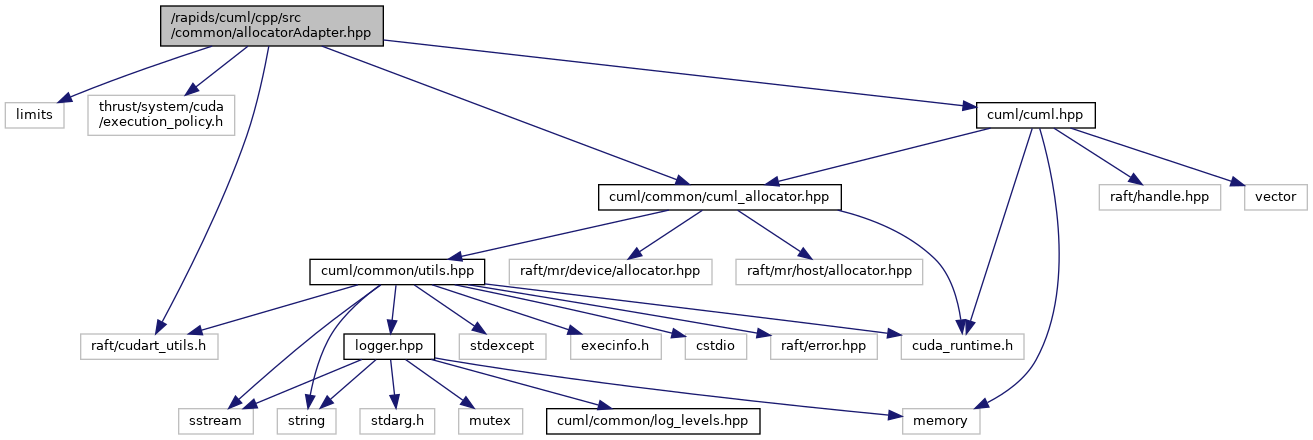 /rapids/cuml/cpp/src
/common/allocatorAdapter.hpp
limits
thrust/system/cuda
/execution_policy.h
cuml/cuml.hpp
cuml/common/cuml_allocator.hpp
raft/handle.hpp
vector
cuml/common/utils.hpp
raft/mr/device/allocator.hpp
raft/mr/host/allocator.hpp
raft/cudart_utils.h
logger.hpp
stdexcept
execinfo.h
cstdio
raft/error.hpp
cuda_runtime.h
sstream
string
stdarg.h
mutex
cuml/common/log_levels.hpp
memory